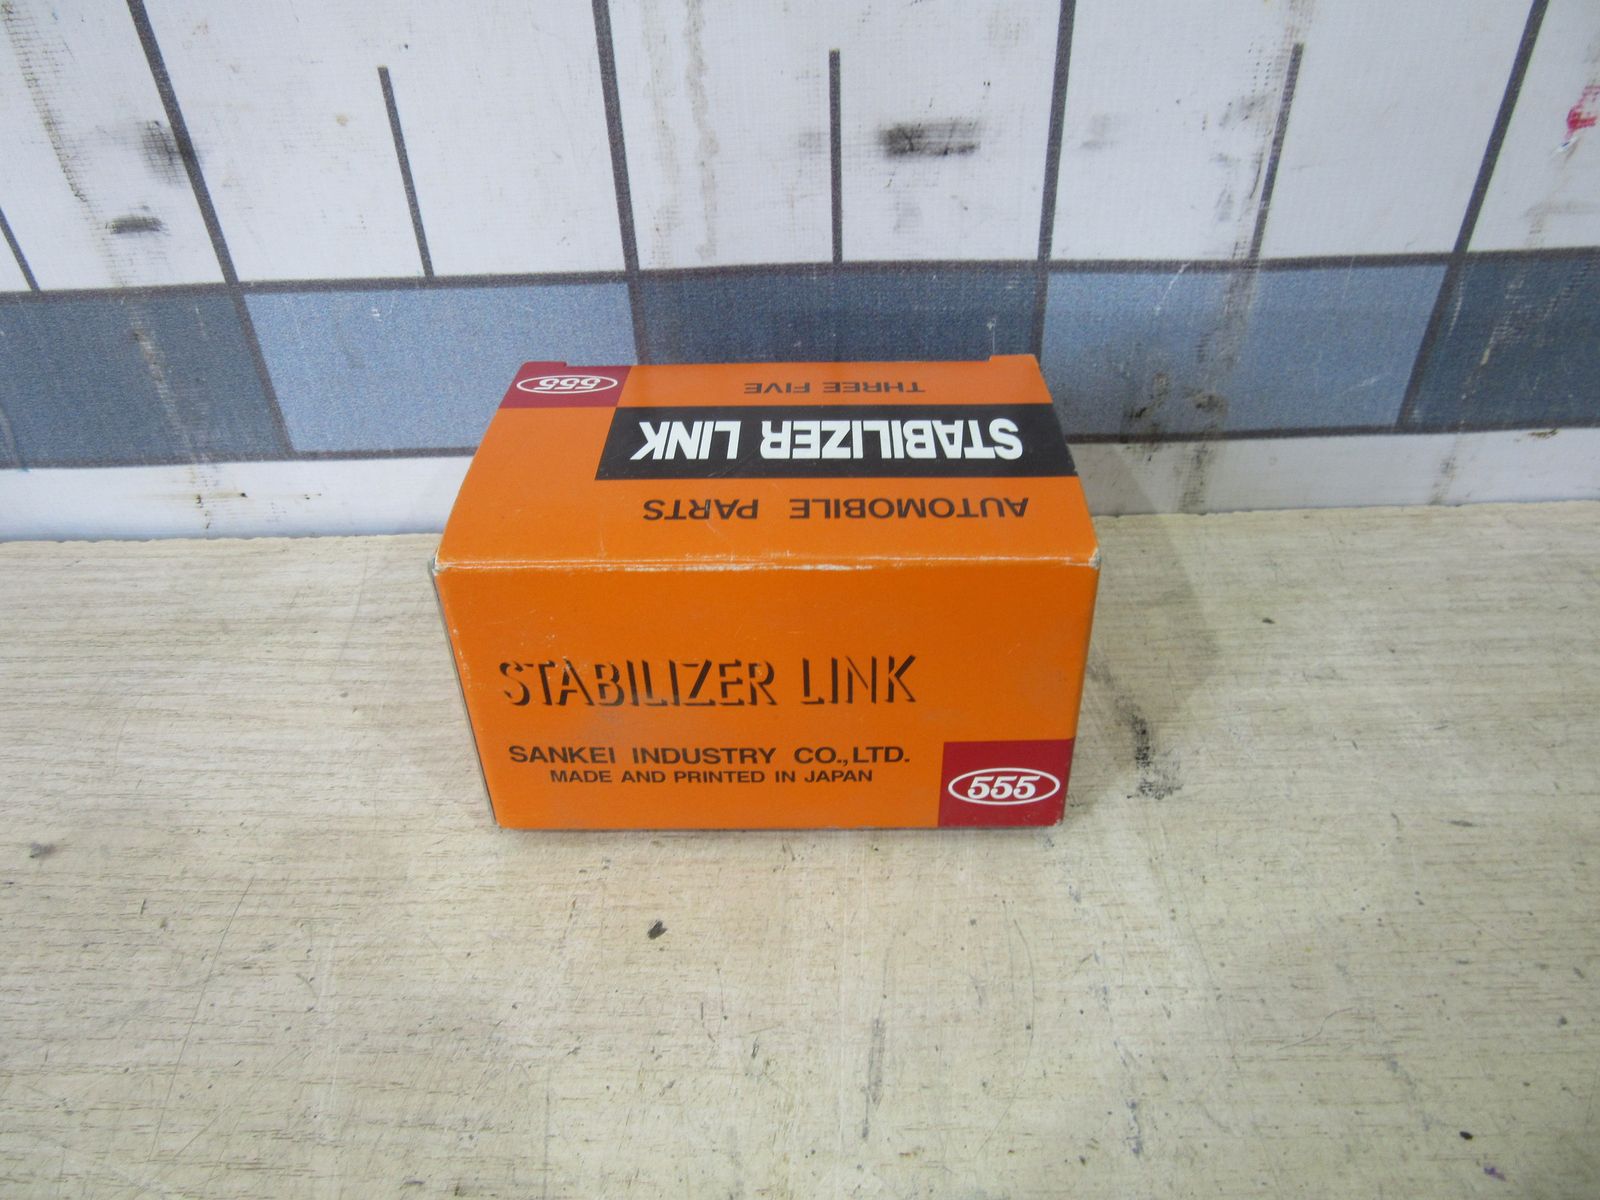 555
THREE FIVE
STABILIZER LINK
AUTOMOBILE PARTS
STABILIZER LINK
SANKEI INDUSTRY CO.,LTD.
MADE AND PRINTED IN JAPAN
555